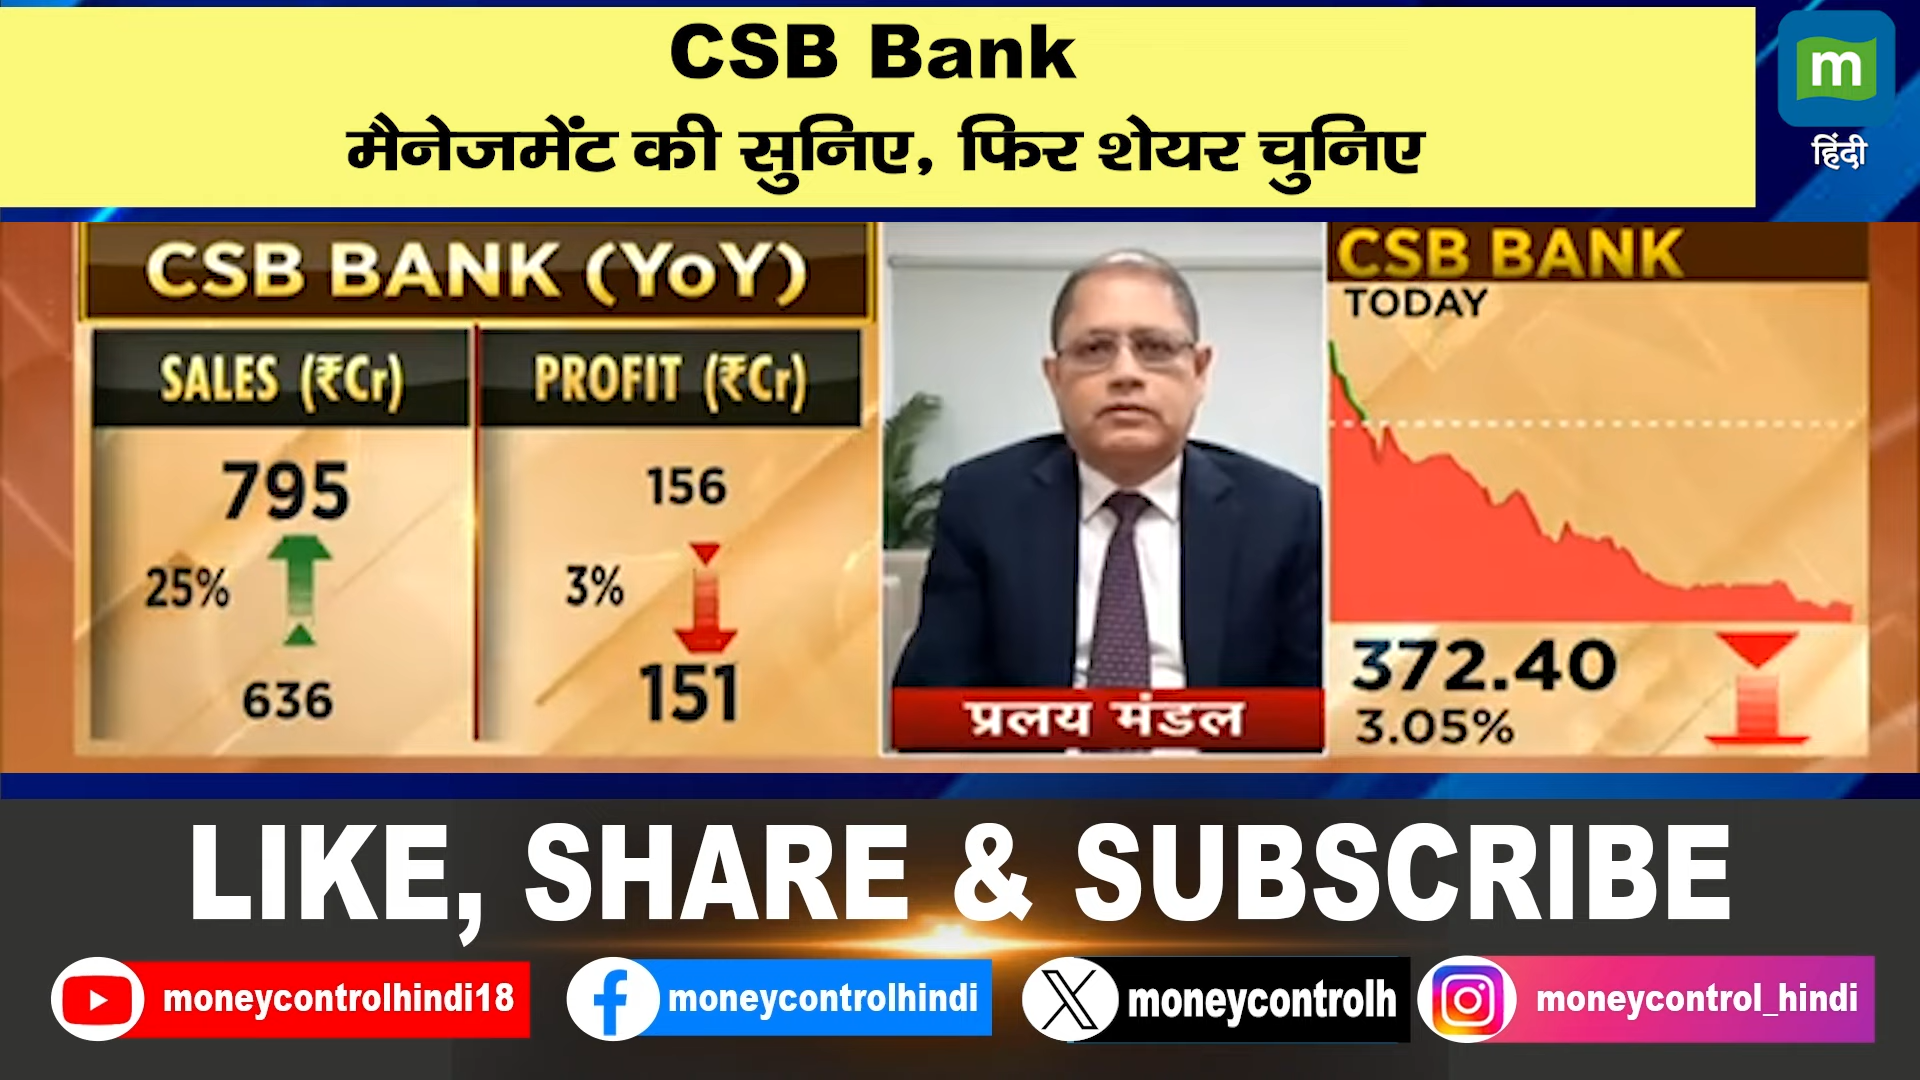 CSB Bank
मैनेजमेंट की सुनिए, फिर शेयर चुनिए
m
हिंदी
CSB BANK (YoY)
SALES (₹Cr)
795
25%
636
PROFIT (₹Cr)
156
3%
151
प्रलय मंडल
CSB BANK
TODAY
372.40
3.05%
LIKE, SHARE & SUBSCRIBE
moneycontrolhindi18
moneycontrolhindi
moneycontrolh
moneycontrol_hindi